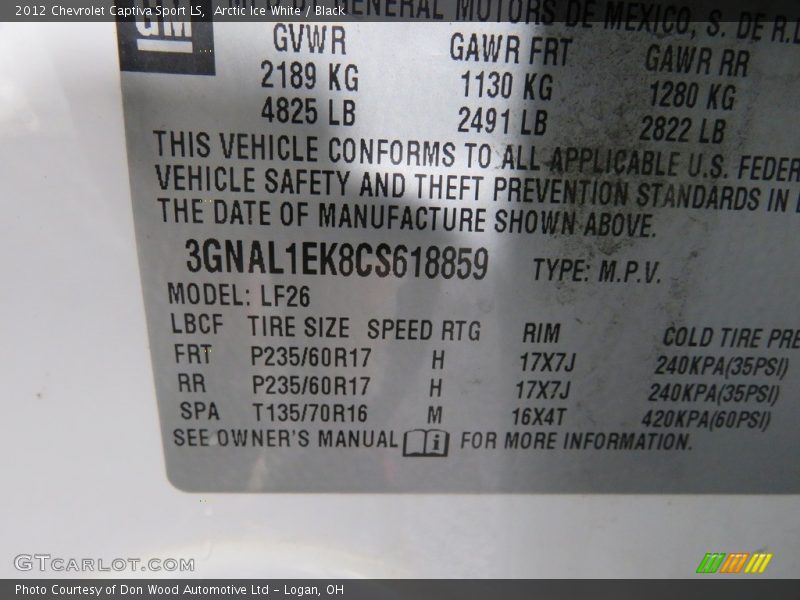 2012 Chevrolet Captiva Sport LS, Arctic Ice White / Black
GM
GENERAL MOTORS DE MEXICO, S. DE R.L
GVWR GAWR FRT GAWR RR
2189 KG 1130 KG 1280 KG
4825 LB 2491 LB 2822 LB
THIS VEHICLE CONFORMS TO ALL APPLICABLE U.S. FEDER
VEHICLE SAFETY AND THEFT PREVENTION STANDARDS IN
THE DATE OF MANUFACTURE SHOWN ABOVE.
3GNAL1EK8CS618859 TYPE: M.P.V.
MODEL: LF26
LBCF TIRE SIZE SPEED RTG RIM COLD TIRE PRE
FRT P235/60R17 H 17X7J 240KPA(35PSI)
RR P235/60R17 H 17X7J 240KPA(35PSI)
SPA T135/70R16 M 16X4T 420KPA(60PSI)
SEE OWNER'S MANUAL i FOR MORE INFORMATION.
GTCARLOT.COM
Photo Courtesy of Don Wood Automotive Ltd - Logan, OH